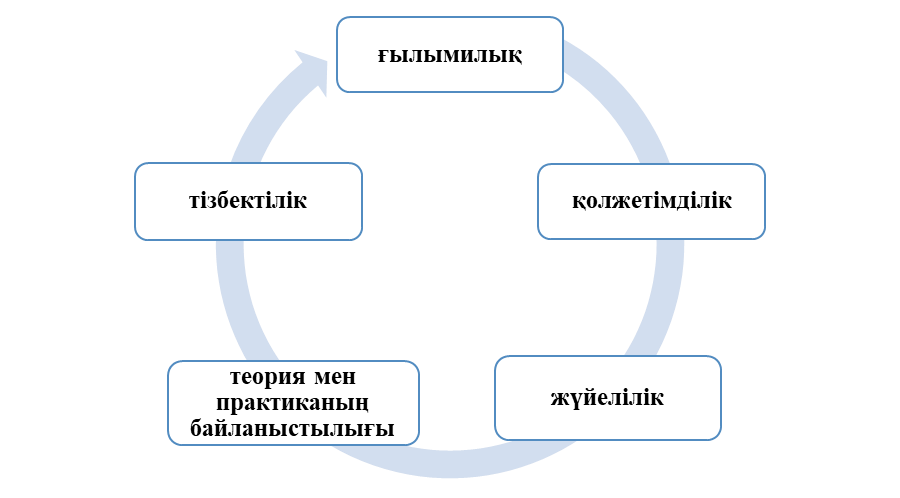 ғылымилық
қолжетімділік
жүйелілік
теория мен
практиканың
байланыстылығы
тізбектілік